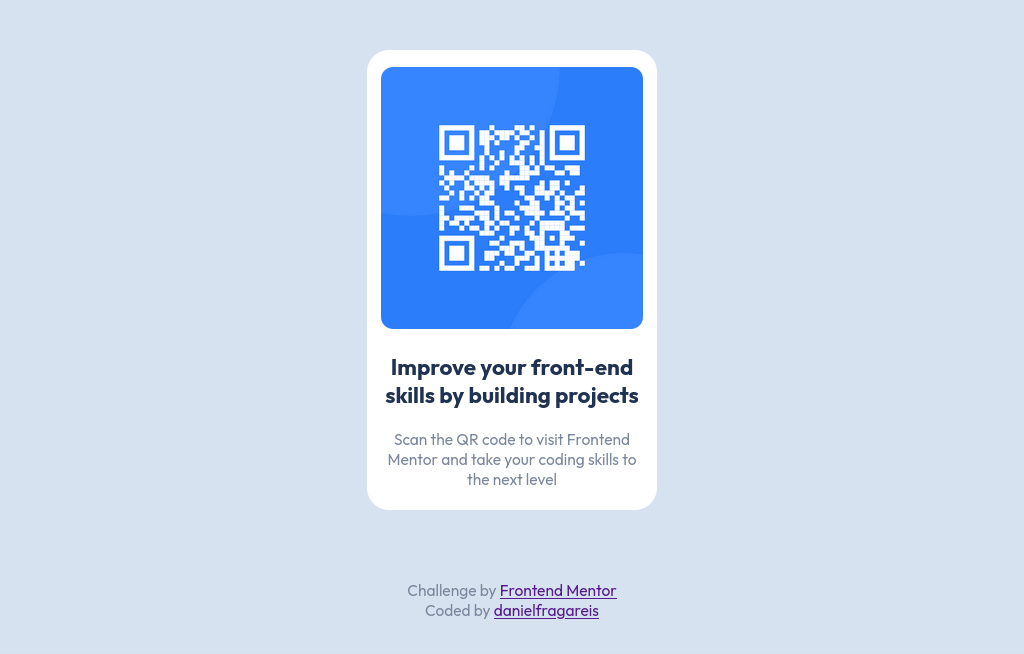 Improve your front-end
skills by building projects
Scan the QR code to visit Frontend
Mentor and take your coding skills to
the next level
Challenge by Frontend Mentor
Coded by danielfragareis